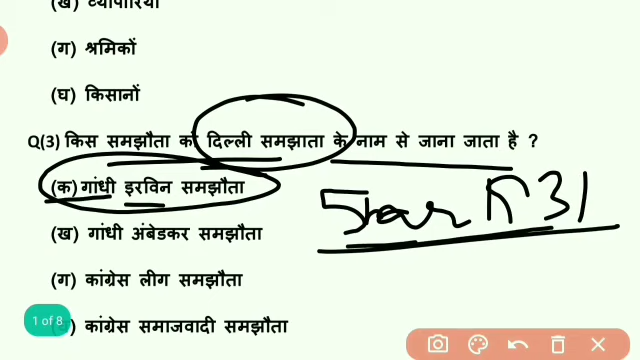 (ख) व्यापारियों
(ग) श्रमिकों
(घ) किसानों
Q(3) किस समझौता को दिल्ली समझाता के नाम से जाना जाता है ?
(क) गांधी इरविन समझौता
(ख) गांधी अंबेडकर समझौता
(ग) कांग्रेस लीग समझौता
1 of 8
कांग्रेस समाजवादी समझौता